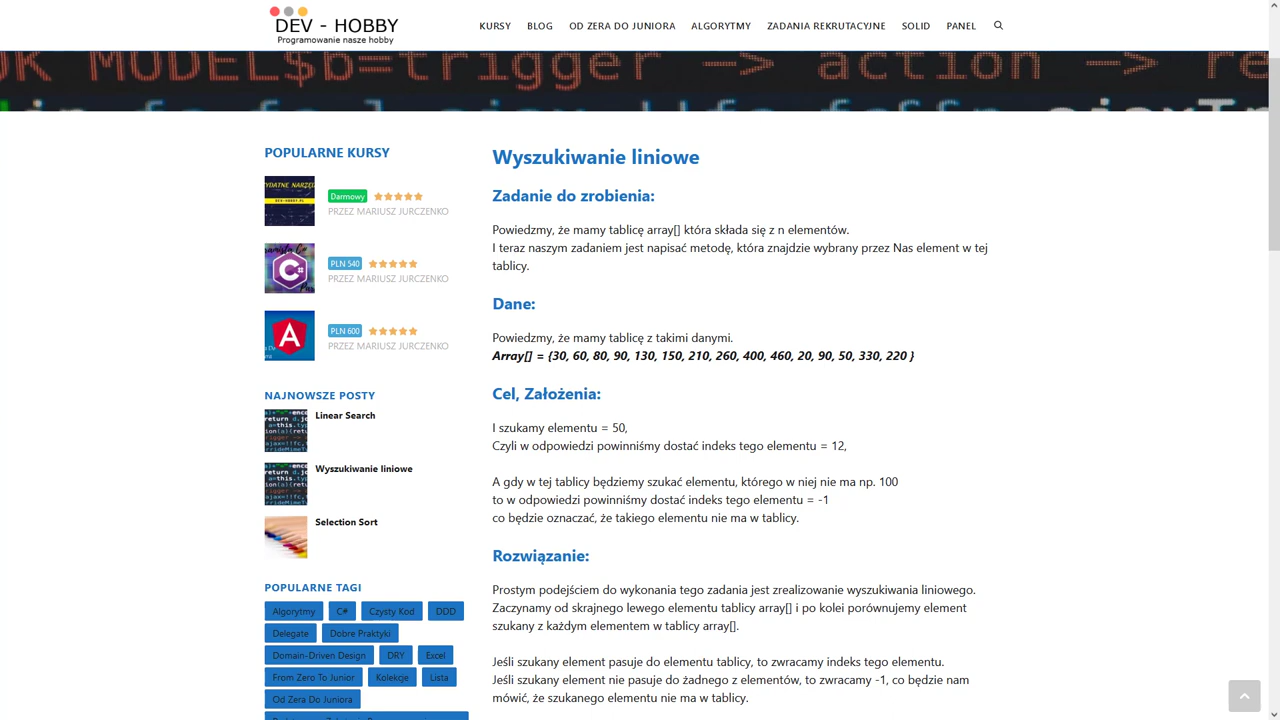 DEV - HOBBY
Programowanie nasze hobby
KURSY BLOG OD ZERA DO JUNIORA ALGORYTMY ZADANIA REKRUTACYJNE SOLID PANEL
MODEL$b=trigger -> action -> re
POPULARNE KURSY
Darmowy
PRZEZ MARIUSZ JURCZENKO
PLN 540
PRZEZ MARIUSZ JURCZENKO
PLN 600
PRZEZ MARIUSZ JURCZENKO
NAJNOWSZE POSTY
Linear Search
Wyszukiwanie liniowe
Selection Sort
POPULARNE TAGI
Algorytmy C# Czysty Kod DDD
Delegate Dobre Praktyki
Domain-Driven Design DRY Excel
From Zero To Junior Kolekcje Lista
Od Zera Do Juniora
Wyszukiwanie liniowe
Zadanie do zrobienia:
Powiedzmy, że mamy tablicę array[] która składa się z n elementów.
I teraz naszym zadaniem jest napisać metodę, która znajdzie wybrany przez Nas element w tej
tablicy.
Dane:
Powiedzmy, że mamy tablicę z takimi danymi.
Array[] = {30, 60, 80, 90, 130, 150, 210, 260, 400, 460, 20, 90, 50, 330, 220 }
Cel, Założenia:
I szukamy elementu = 50,
Czyli w odpowiedzi powinniśmy dostać indeks tego elementu = 12,
A gdy w tej tablicy będziemy szukać elementu, którego w niej nie ma np. 100
to w odpowiedzi powinniśmy dostać indeks tego elementu = -1
co będzie oznaczać, że takiego elementu nie ma w tablicy.
Rozwiązanie:
Prostym podejściem do wykonania tego zadania jest zrealizowanie wyszukiwania liniowego.
Zaczynamy od skrajnego lewego elementu tablicy array[] i po kolei porównujemy element
szukany z każdym elementem w tablicy array[].
Jeśli szukany element pasuje do elementu tablicy, to zwracamy indeks tego elementu.
Jeśli szukany element nie pasuje do żadnego z elementów, to zwracamy -1, co będzie nam
mówić, że szukanego elementu nie ma w tablicy.